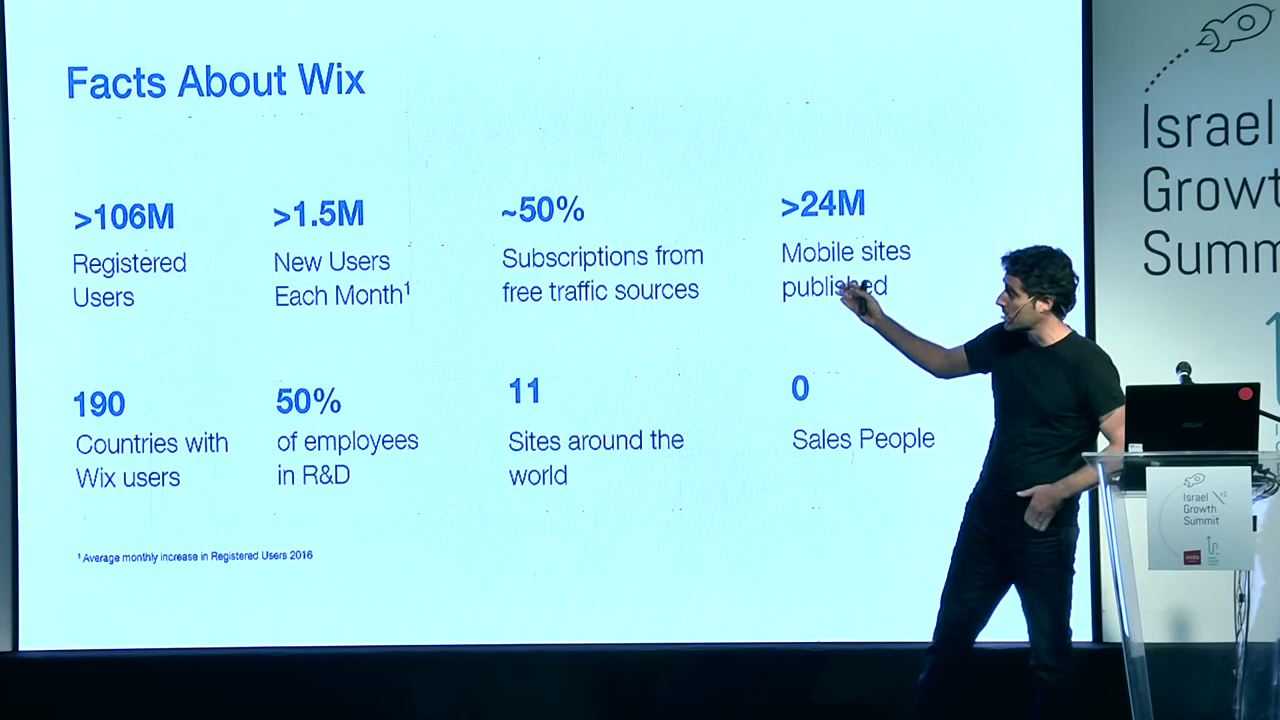 Facts About Wix
>106M
Registered
Users
>1.5M
New Users
Each Month¹
~50%
Subscriptions from
free traffic sources
>24M
Mobile sites
published
190
Countries with
Wix users
50%
of employees
in R&D
11
Sites around the
world
0
Sales People
¹ Average monthly increase in Registered Users 2016
Israel
Growt
Summ
Israel
Growth
Summit